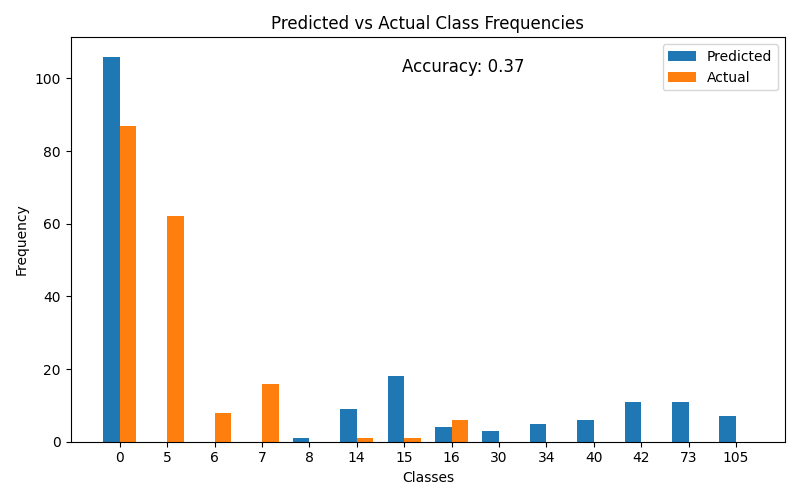 Predicted vs Actual Class Frequencies
Accuracy: 0.37
Predicted
Actual
Frequency
100
80
60
40
20
0
0 5 6 7 8 14 15 16 30 34 40 42 73 105
Classes